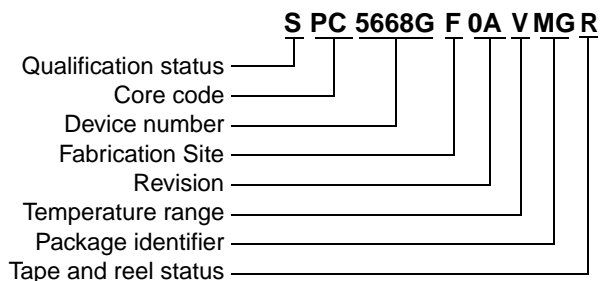 S PC 5668G F 0A V MG R
Qualification status
Core code
Device number
Fabrication Site
Revision
Temperature range
Package identifier
Tape and reel status